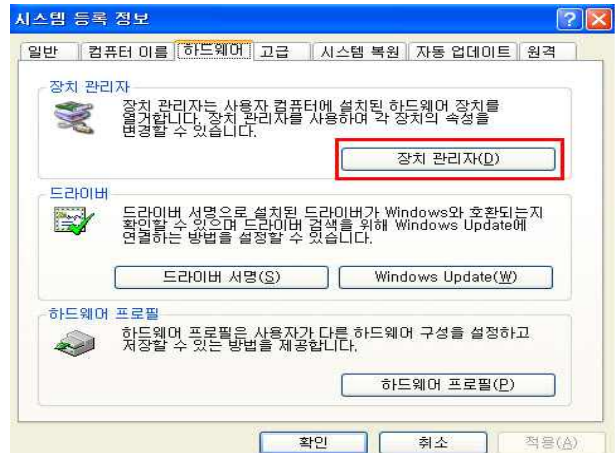 시스템 등록 정보
일반 컴퓨터 이름 하드웨어 고급 시스템 복원 자동 업데이트 원격
장치 관리자
장치 관리자는 사용자 컴퓨터에 설치된 하드웨어 장치를
열거합니다. 장치 관리자를 사용하여 각 장치의 속성을
변경할 수 있습니다.
장치 관리자(D)
드라이버
드라이버 서명으로 설치된 드라이버가 Windows와 호환되는지
확인할 수 있으며 드라이버 검색을 위해 Windows Update에
연결하는 방법을 설정할 수 있습니다.
드라이버 서명(S) Windows Update(W)
하드웨어 프로필
하드웨어 프로필은 사용자가 다른 하드웨어 구성을 설정하고
저장할 수 있는 방법을 제공합니다.
하드웨어 프로필(P)
확인 취소 적용(A)